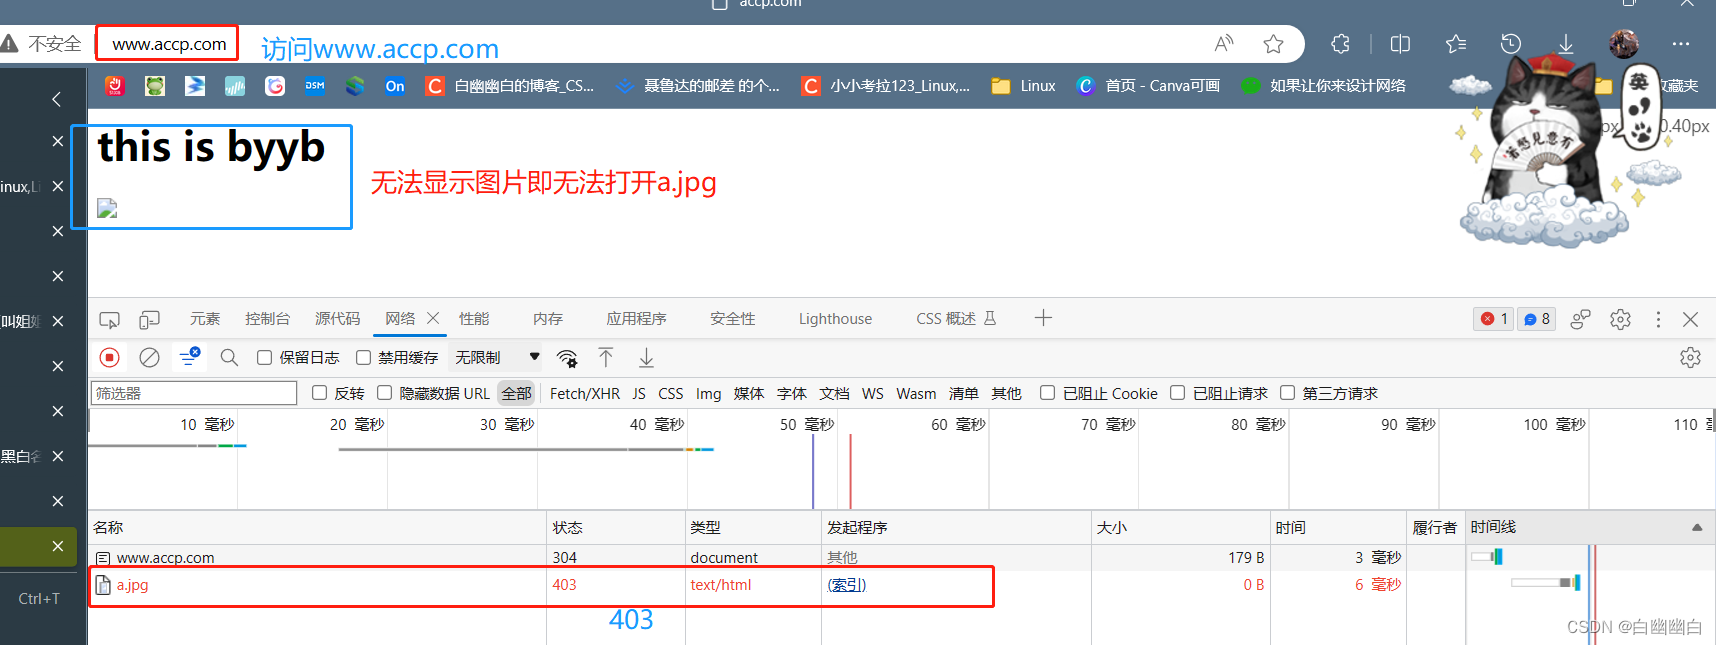 accp.com
不安全
www.accp.com
访问www.accp.com
DSM
On
白幽幽白的博客_CS...
聂鲁达的邮差 的个...
小小考拉123_Linux,...
Linux
首页 - Canva可画
如果让你来设计网络
藏夹
英
px
0.40px
若愚见意冇
this is byyb
无法显示图片即无法打开a.jpg
inux,Li
叫姐姐
黑白名
Ctrl+T
元素 控制台 源代码 网络 性能 内存 应用程序 安全性 Lighthouse CSS 概述 1 8
保留日志 禁用缓存 无限制
筛选器 反转 隐藏数据 URL 全部 Fetch/XHR JS CSS Img 媒体 字体 文档 WS Wasm 清单 其他 已阻止 Cookie 已阻止请求 第三方请求
10 毫秒 20 毫秒 30 毫秒 40 毫秒 50 毫秒 60 毫秒 70 毫秒 80 毫秒 90 毫秒 100 毫秒 110
名称 状态 类型 发起程序 大小 时间 履行者 时间线
www.accp.com 304 document 其他 179 B 3 毫秒
a.jpg 403 text/html (索引) 0 B 6 毫秒
403
CSDN @白幽幽白